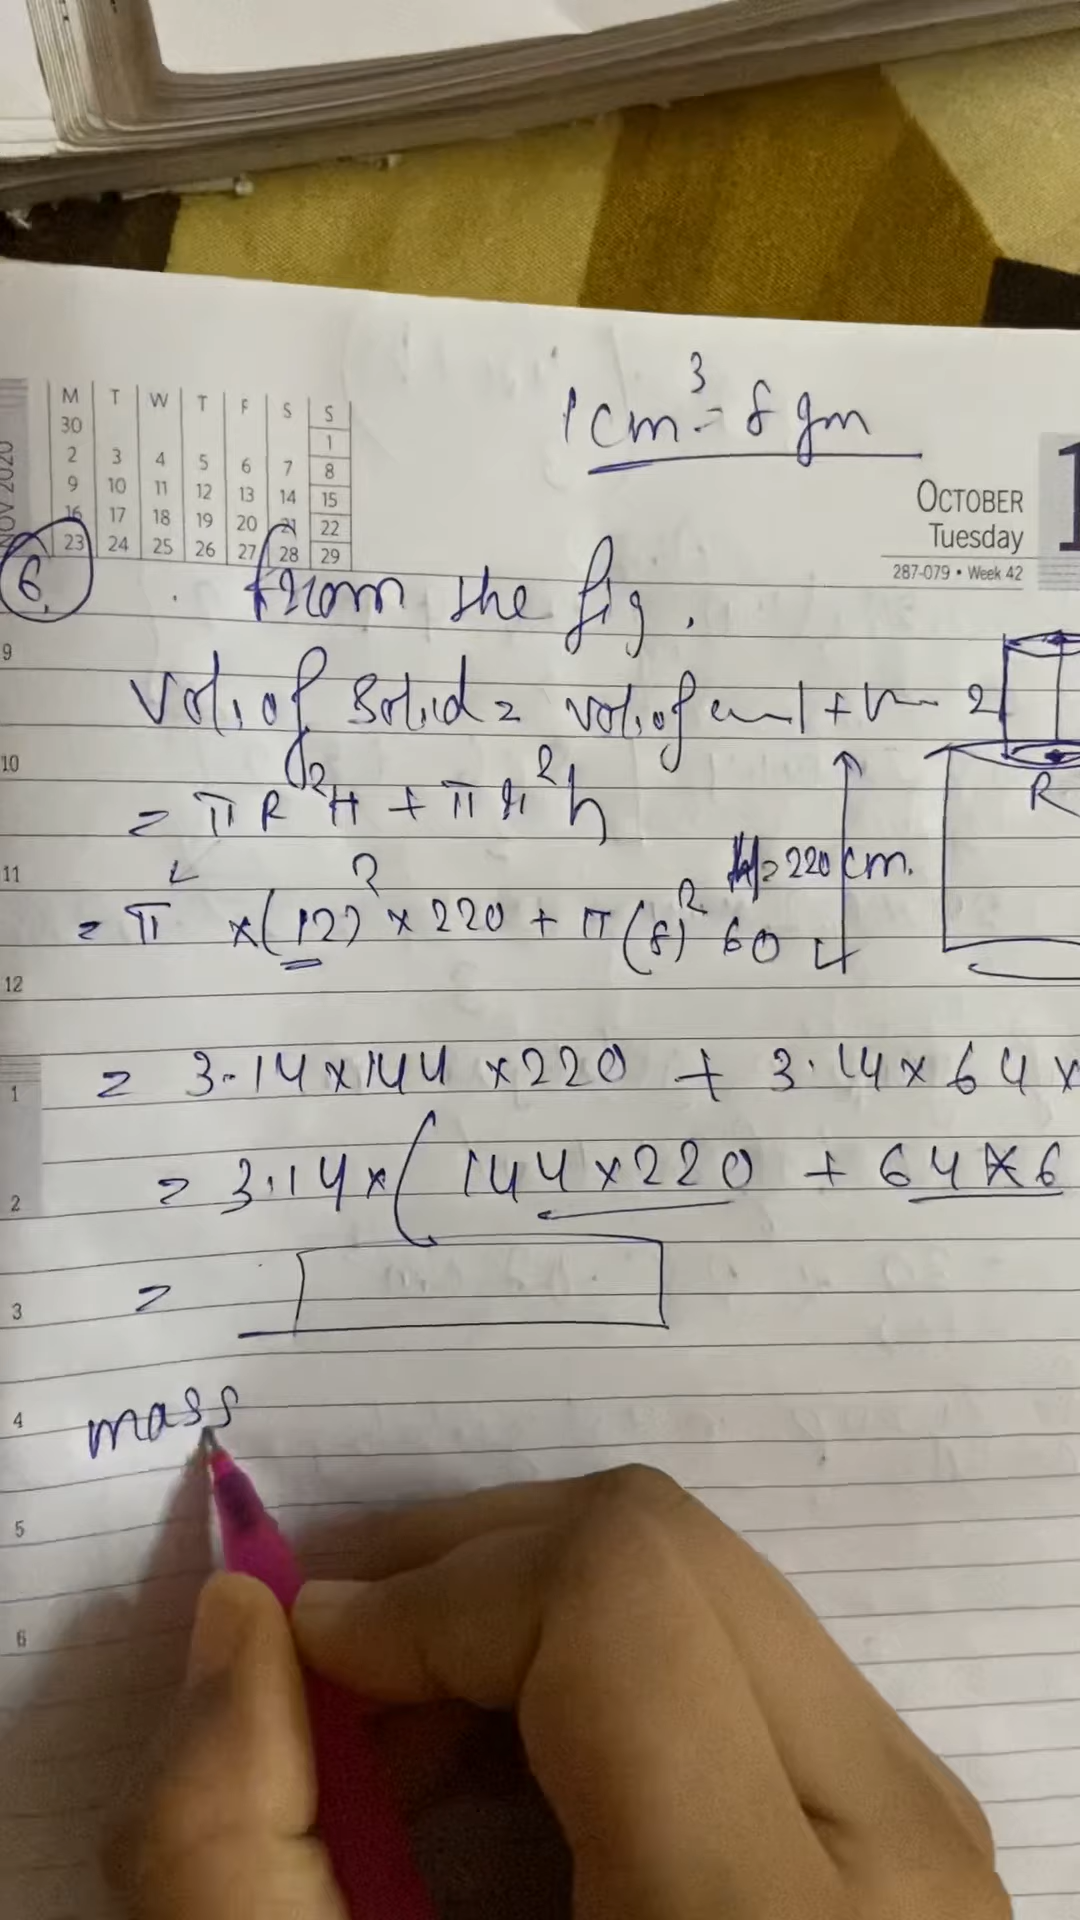 1cm³ = 8 gm
NOV 2020
M T W T F S S
30 1
2 3 4 5 6 7 8
9 10 11 12 13 14 15
16 17 18 19 20 21 22
23 24 25 26 27 28 29
OCTOBER 1
Tuesday
287-079 • Week 42
6. From the fig.
9
Vol. of Solid = vol. of + 2
10
= π R²H + π r²h
R
11
H = 220 cm.
= π × (12)² × 220 + π (8)² 60
12
1
= 3.14 × 144 × 220 + 3.14 × 64 ×
2
= 3.14 × ( 144 × 220 + 64 × 6
3
=
4
mass
5
6